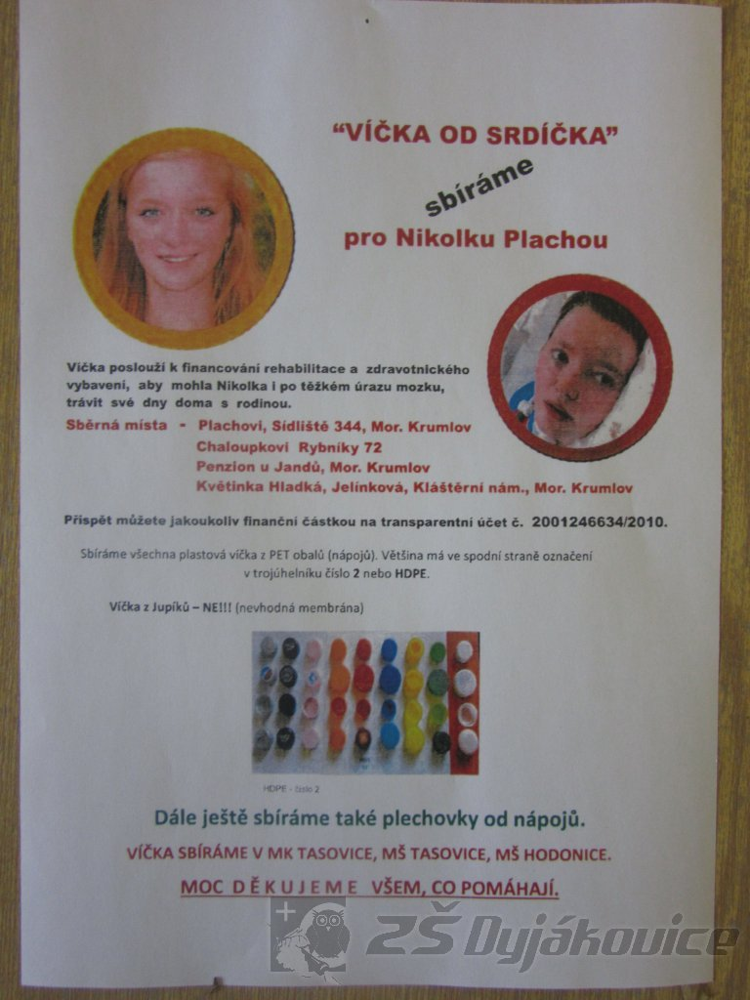 “VÍČKA OD SRDÍČKA”
sbíráme
pro Nikolku Plachou
Víčka poslouží k financování rehabilitace a zdravotnického
vybavení, aby mohla Nikolka i po těžkém úrazu mozku,
trávit své dny doma s rodinou.
Sběrná místa - Plachovi, Sídliště 344, Mor. Krumlov
Chaloupkovi Rybníky 72
Penzion u Jandů, Mor. Krumlov
Květinka Hladká, Jelínková, Klášterní nám., Mor. Krumlov
Přispět můžete jakoukoliv finanční částkou na transparentní účet č. 2001246634/2010.
Sbíráme všechna plastová víčka z PET obalů (nápojů). Většina má ve spodní straně označení
v trojúhelníku číslo 2 nebo HDPE.
Víčka z Jupíků – NE!!! (nevhodná membrána)
HDPE - číslo 2
Dále ještě sbíráme také plechovky od nápojů.
VÍČKA SBÍRÁME V MK TASOVICE, MŠ TASOVICE, MŠ HODONICE.
MOC DĚKUJEME VŠEM, CO POMÁHAJÍ.
ZŠ Dyjákovice